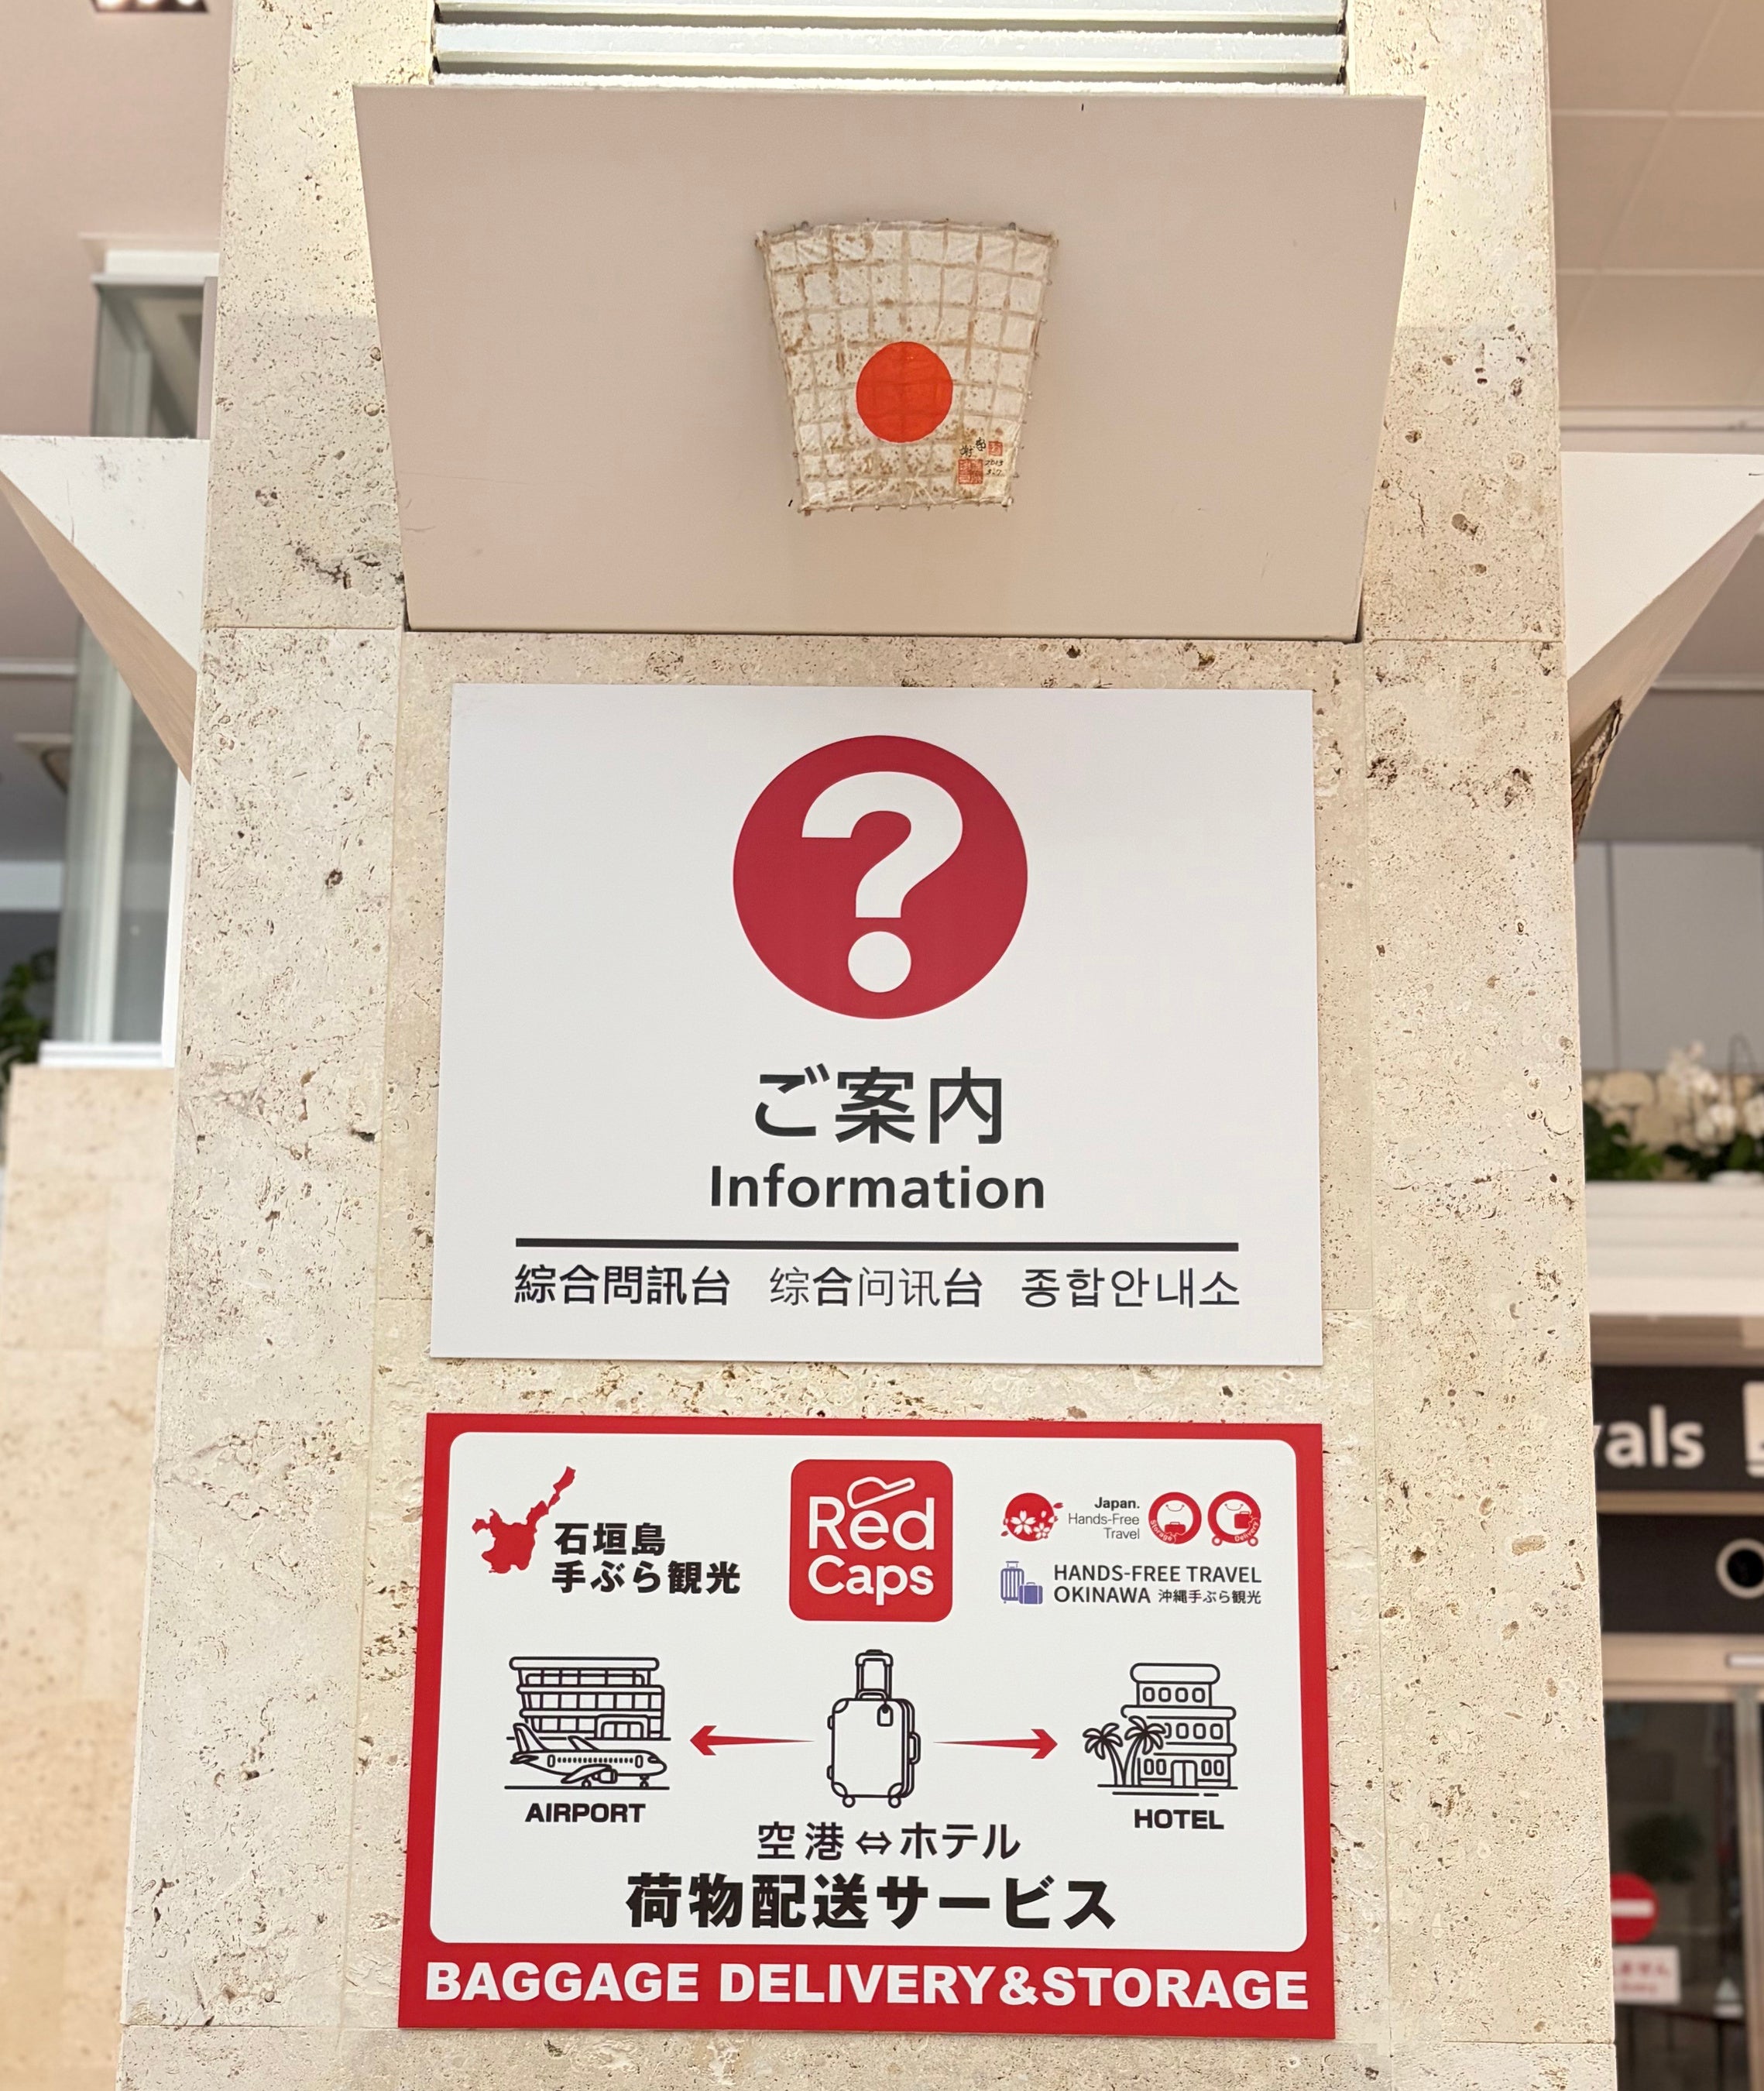 ご案内
Information
綜合問訊台 综合问讯台 종합안내소
石垣島
手ぶら観光
Red
Caps
Japan.
Hands-Free
Travel
Storage
Delivery
HANDS-FREE TRAVEL
OKINAWA 沖縄手ぶら観光
AIRPORT
HOTEL
空港⇔ホテル
荷物配送サービス
BAGGAGE DELIVERY&STORAGE
vals